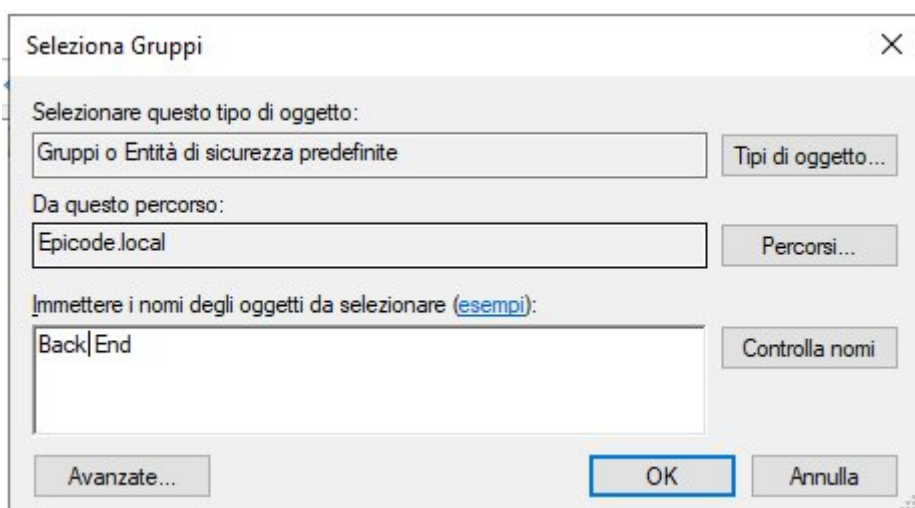 Seleziona Gruppi
Selezionare questo tipo di oggetto:
Gruppi o Entità di sicurezza predefinite
Tipi di oggetto...
Da questo percorso:
Epicode.local
Percorsi...
Immettere i nomi degli oggetti da selezionare (esempi):
Back End
Controlla nomi
Avanzate...
OK
Annulla